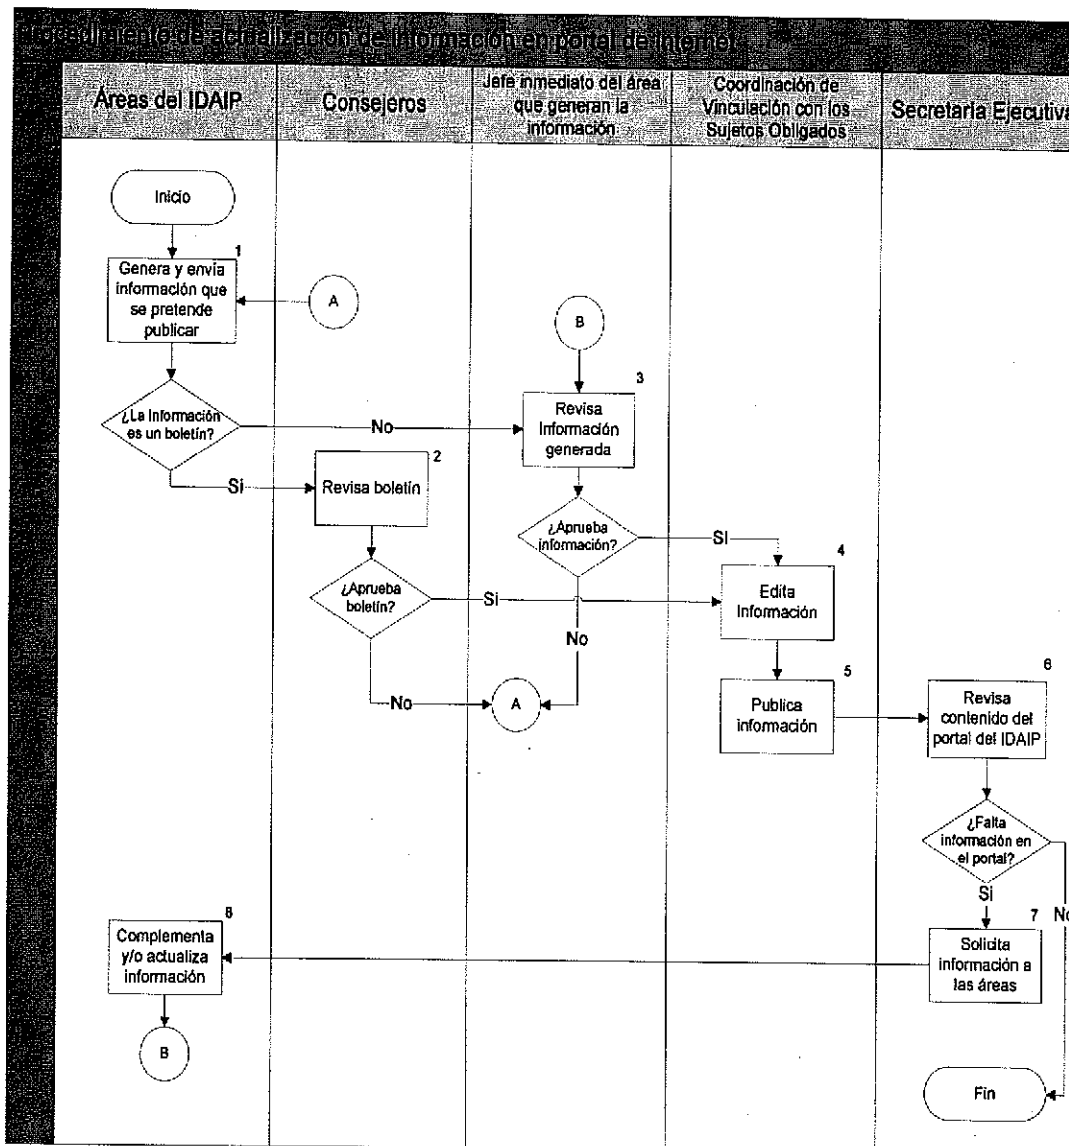 Procedimiento de actualización de información en portal de Internet
Áreas del IDAIP
Consejeros
Jefe inmediato del área
que generan la
información
Coordinación de
Vinculación con los
Sujetos Obligados
Secretaria Ejecutiva
Inicio
1
Genera y envía
información que
se pretende
publicar
A
B
¿La Información
es un boletín?
No
3
Revisa
Información
generada
Si
2
Revisa boletín
¿Aprueba
información?
Si
4
Edita
Información
¿Aprueba
boletín?
Si
No
No
A
5
Publica
información
6
Revisa
contenido del
portal del IDAIP
¿Falta
información en
el portal?
Si
No
7
Solicita
información a
las áreas
8
Complementa
y/o actualiza
información
B
Fin